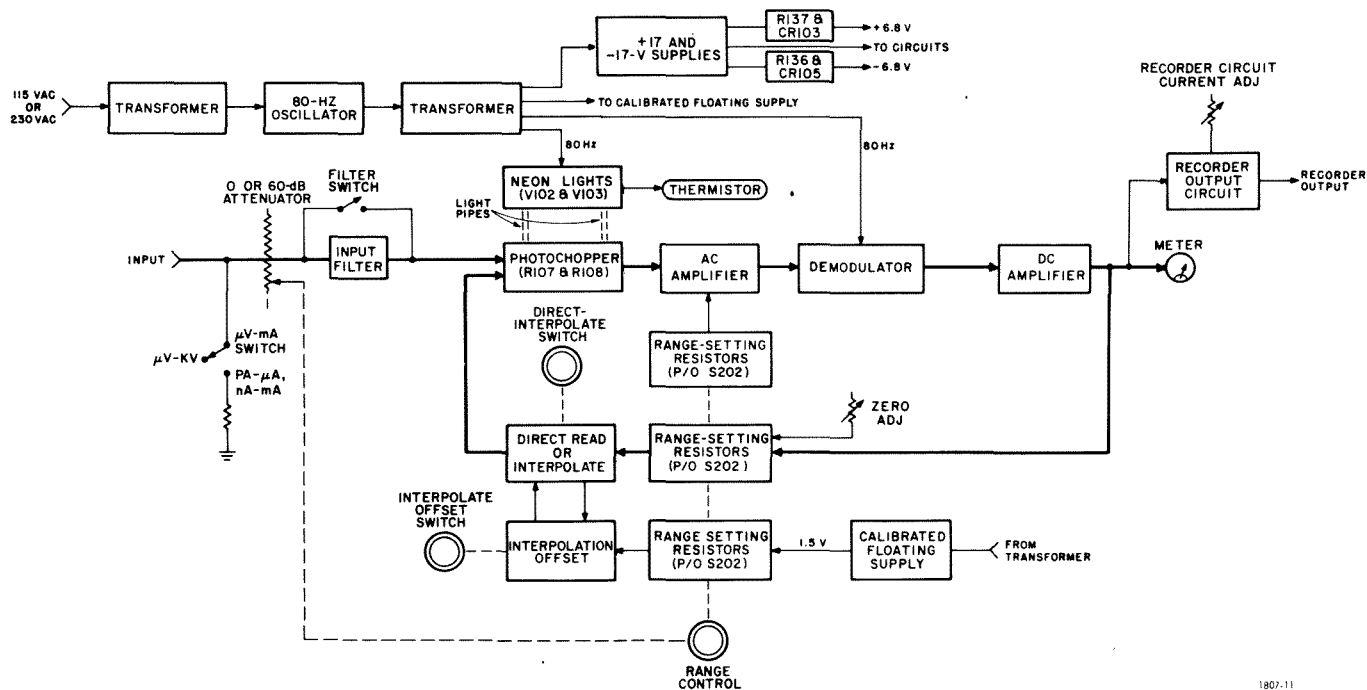 R137 &
CR103
+6.8 V
+17 AND
-17-V SUPPLIES
TO CIRCUITS
R136 &
CR105
-6.8 V
RECORDER CIRCUIT
CURRENT ADJ
115 VAC
OR
230 VAC
TRANSFORMER
80-HZ
OSCILLATOR
TRANSFORMER
TO CALIBRATED FLOATING SUPPLY
80 Hz
80 Hz
NEON LIGHTS
(V102 & V103)
THERMISTOR
RECORDER
OUTPUT
CIRCUIT
RECORDER
OUTPUT
0 OR 60-dB
ATTENUATOR
FILTER
SWITCH
LIGHT
PIPES
INPUT
INPUT
FILTER
PHOTOCHOPPER
(R107 & R108)
AC
AMPLIFIER
DEMODULATOR
DC
AMPLIFIER
METER
μV-mA
SWITCH
μV-KV
PA-μA,
nA-mA
DIRECT-
INTERPOLATE
SWITCH
RANGE-SETTING
RESISTORS
(P/O S202)
ZERO
ADJ
DIRECT READ
OR
INTERPOLATE
RANGE-SETTING
RESISTORS
(P/O S202)
INTERPOLATE
OFFSET
SWITCH
INTERPOLATION
OFFSET
RANGE SETTING
RESISTORS
(P/O S202)
1.5 V
CALIBRATED
FLOATING
SUPPLY
FROM
TRANSFORMER
RANGE
CONTROL
1807-11